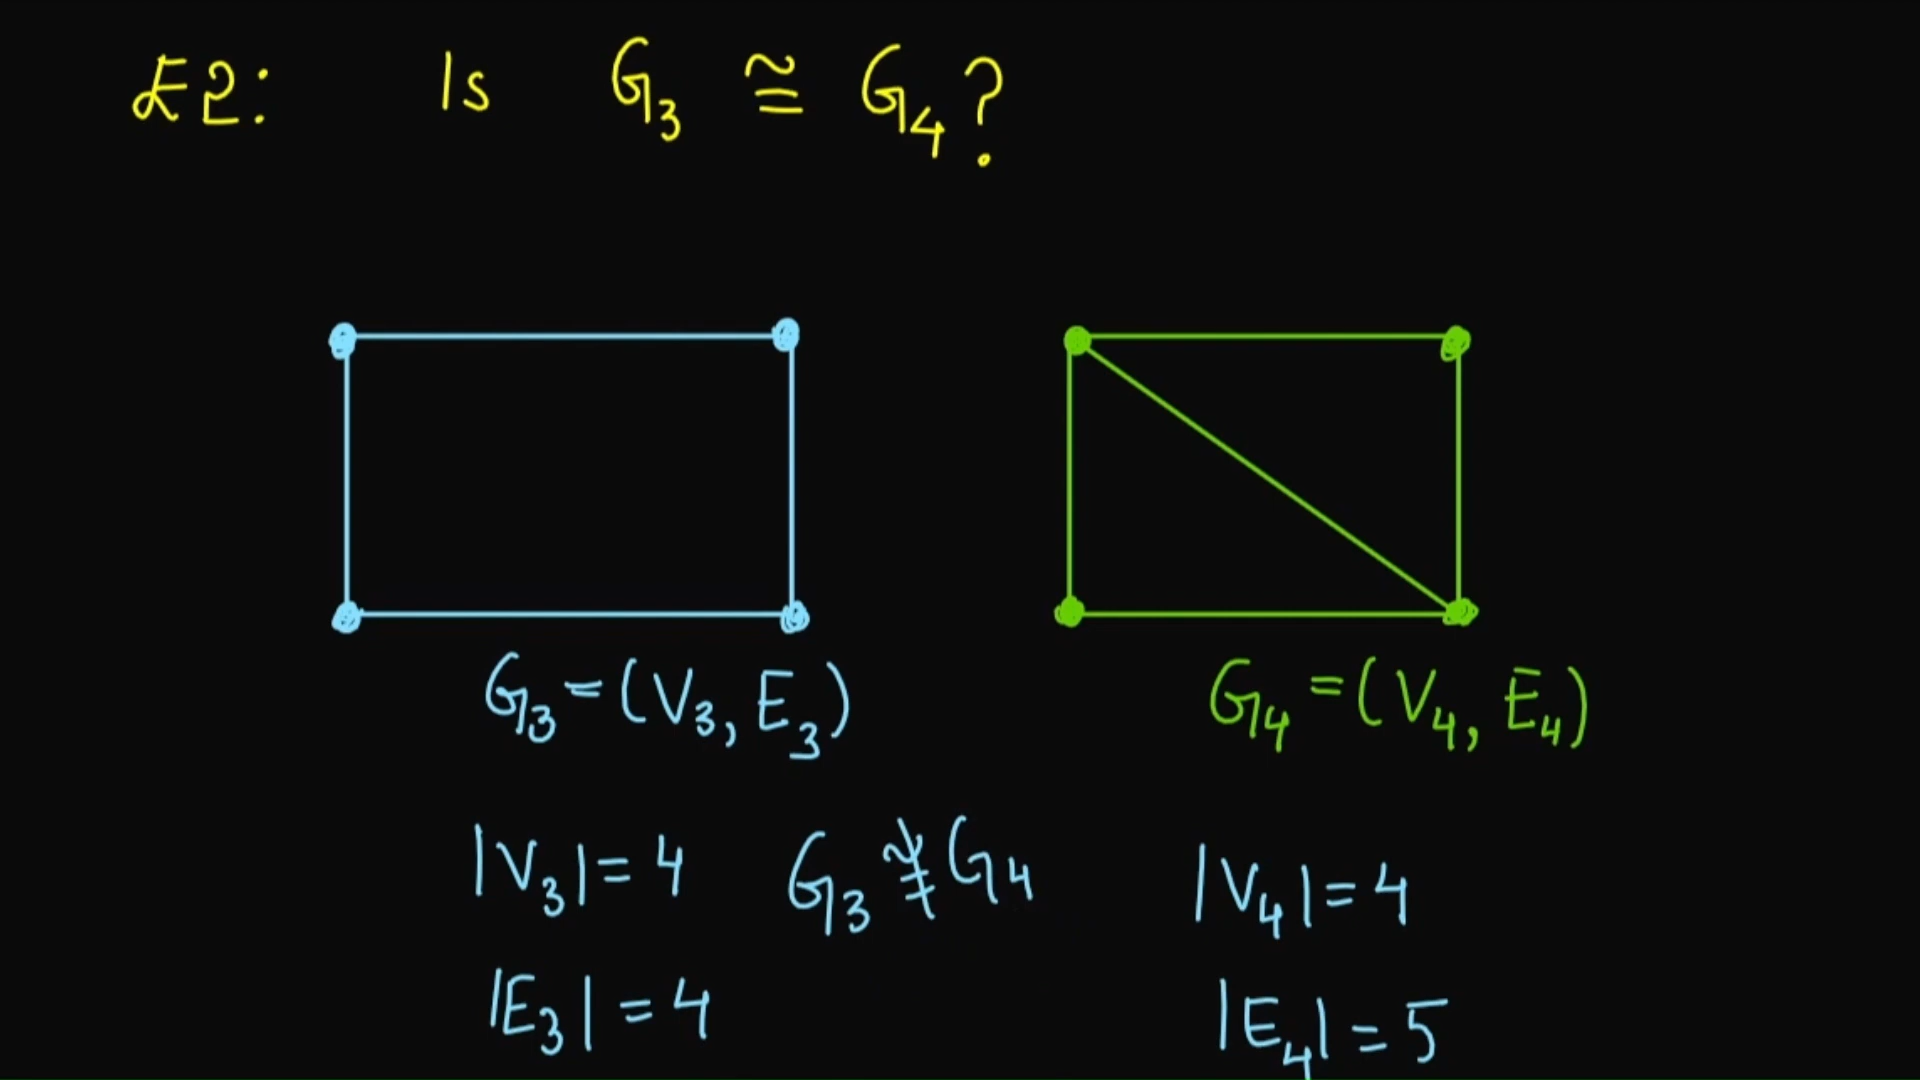 E2: Is G₃ ≅ G₄?
G₃ = (V₃, E₃)
G₄ = (V₄, E₄)
|V₃| = 4
G₃ ≇ G₄
|V₄| = 4
|E₃| = 4
|E₄| = 5